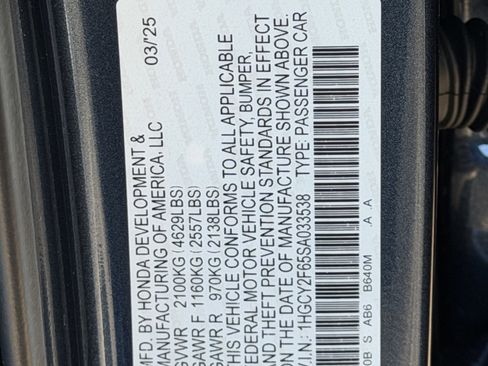 MFD. BY HONDA DEVELOPMENT &
MANUFACTURING OF AMERICA, LLC 03/'25
GVWR 2100KG(4629LBS)
GAWR F 1160KG(2557LBS)
GAWR R 970KG(2138LBS)
THIS VEHICLE CONFORMS TO ALL APPLICABLE
FEDERAL MOTOR VEHICLE SAFETY, BUMPER,
AND THEFT PREVENTION STANDARDS IN EFFECT
ON THE DATE OF MANUFACTURE SHOWN ABOVE.
V.I.N.: 1HGCY2F65SA033538 TYPE: PASSENGER CAR
0B S AB6 B640M A A